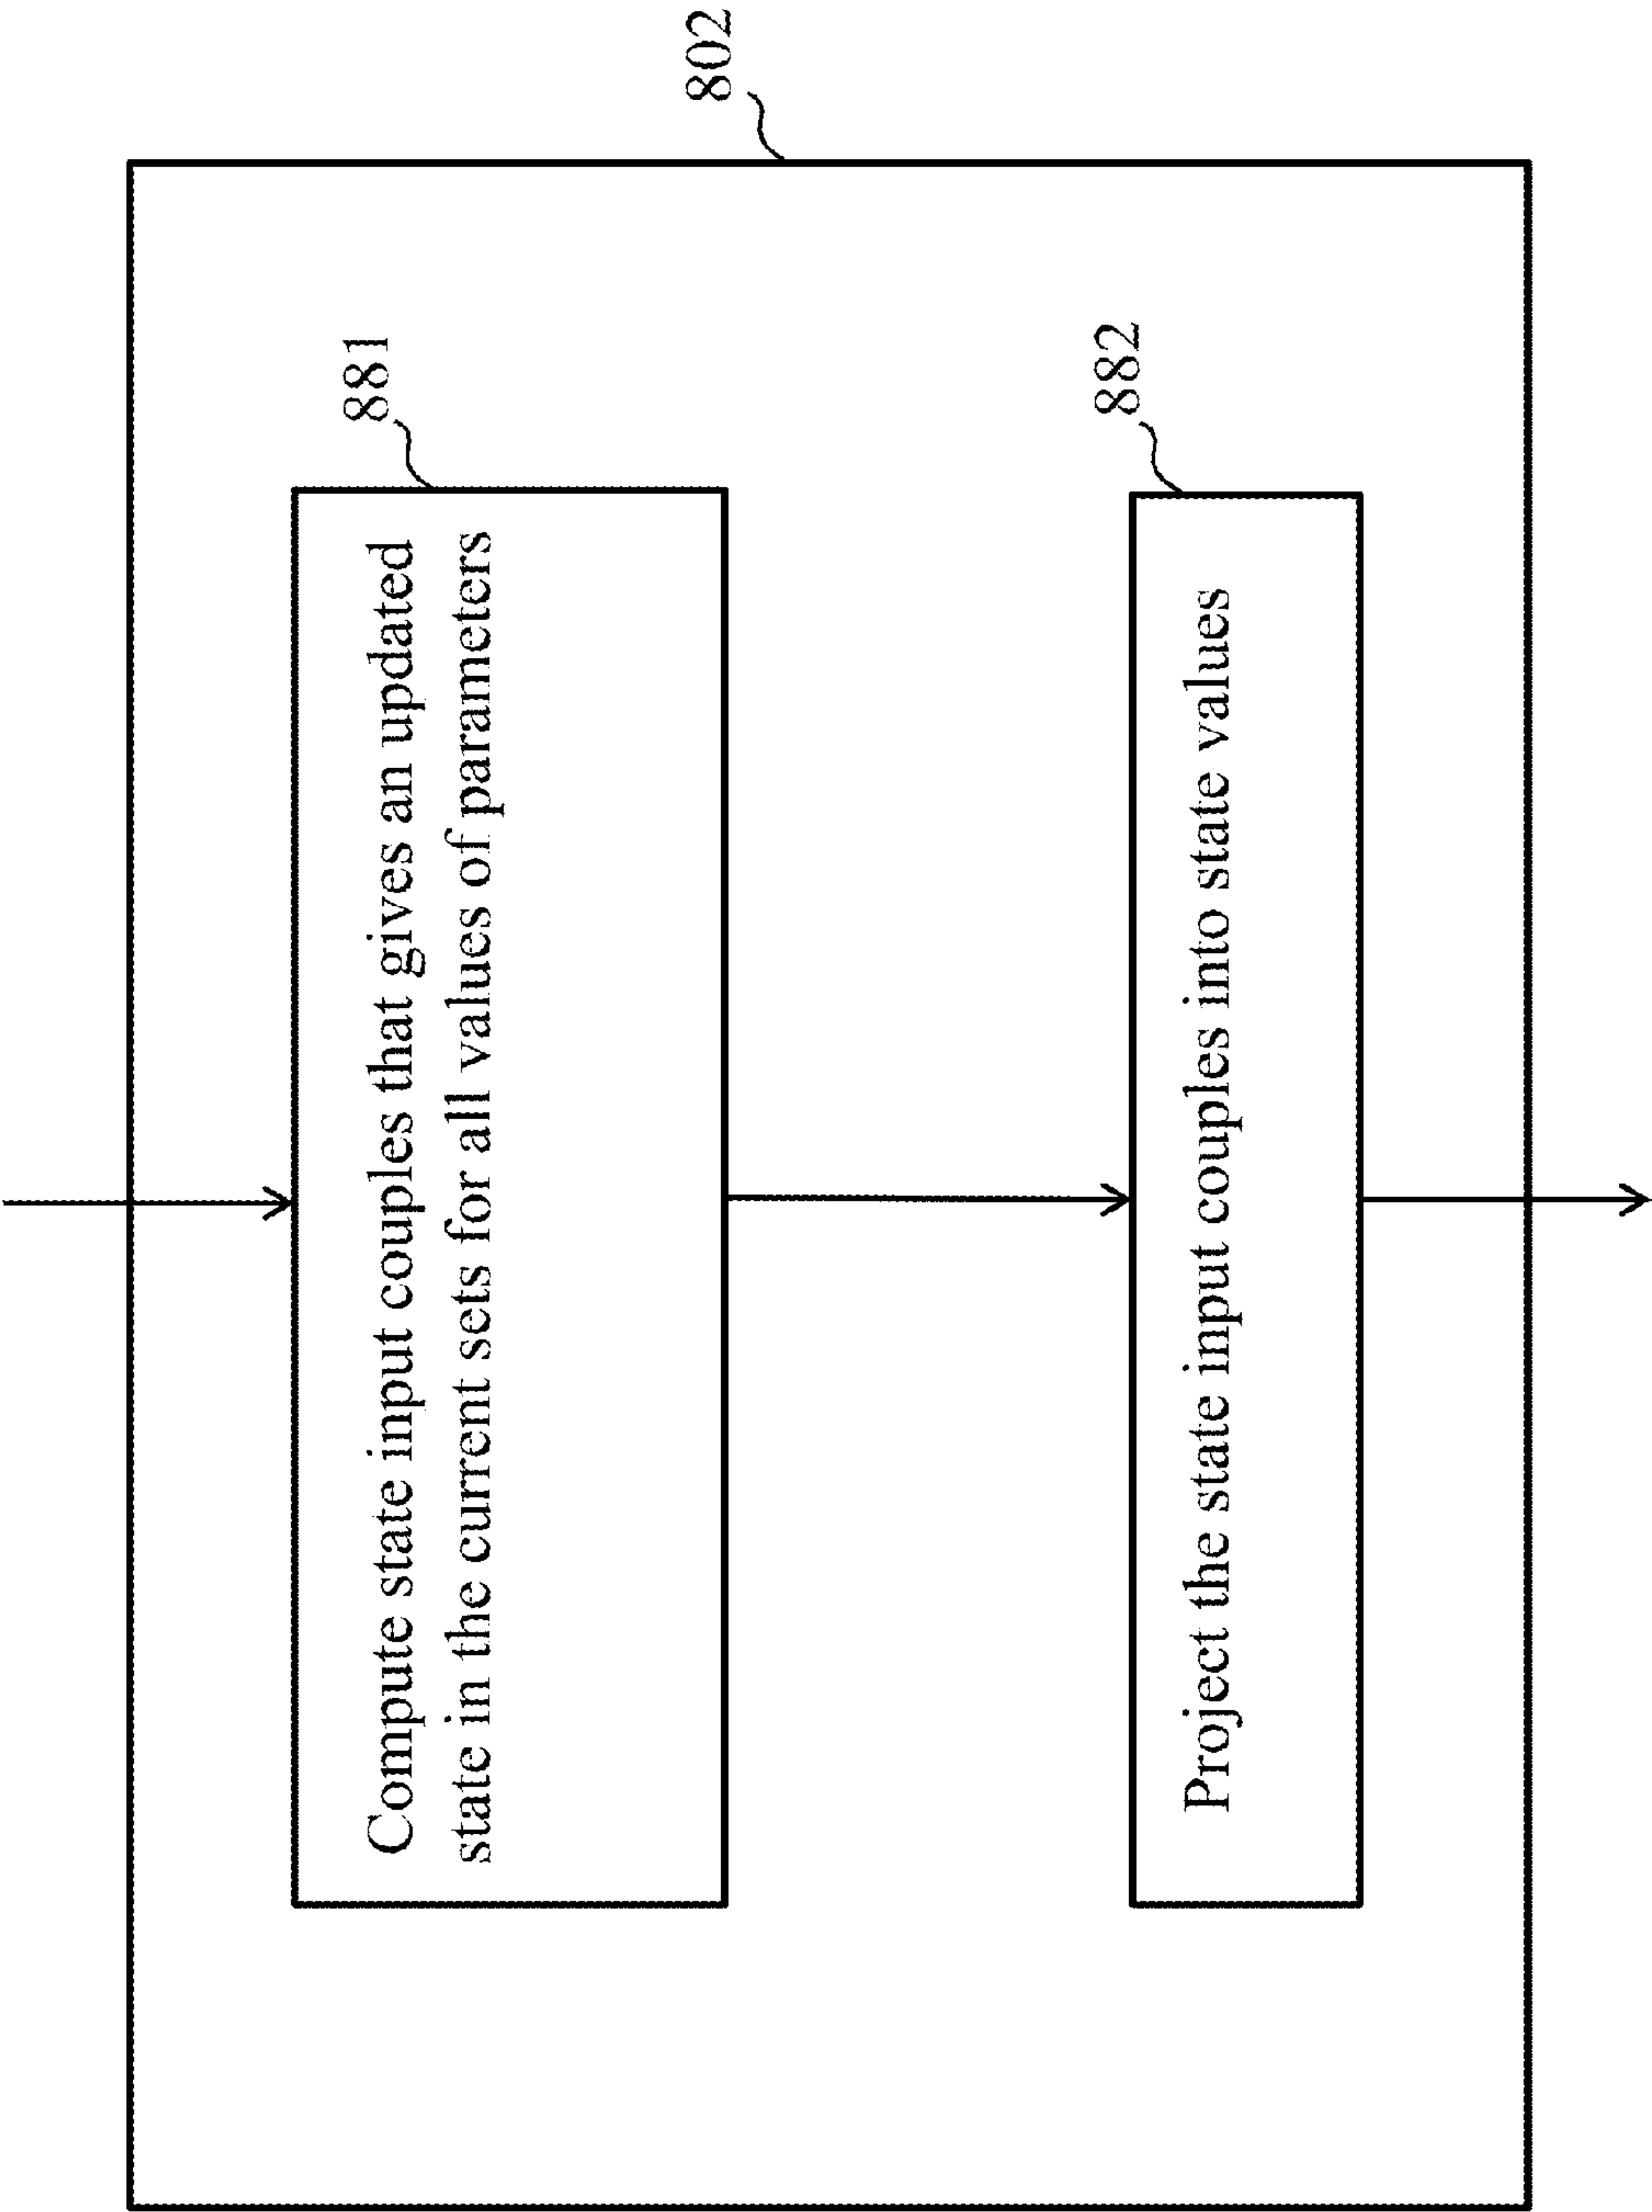 802
881
Compute state input couples that gives an updated
state in the current sets for all values of parameters
882
Project the state input couples into state values